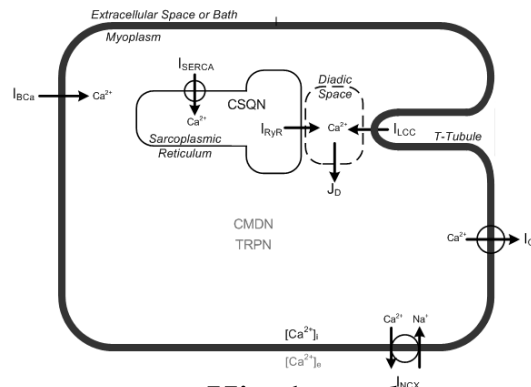 Extracellular Space or Bath
Myoplasm
I_SERCA
Diadic
Space
I_BCa
Ca²⁺
CSQN
Ca²⁺
I_RyR
Ca²⁺
I_LCC
T-Tubule
Sarcoplasmic
Reticulum
J_D
CMDN
TRPN
Ca²⁺
Ca²⁺
Na⁺
[Ca²⁺]i
[Ca²⁺]e
I_NCX